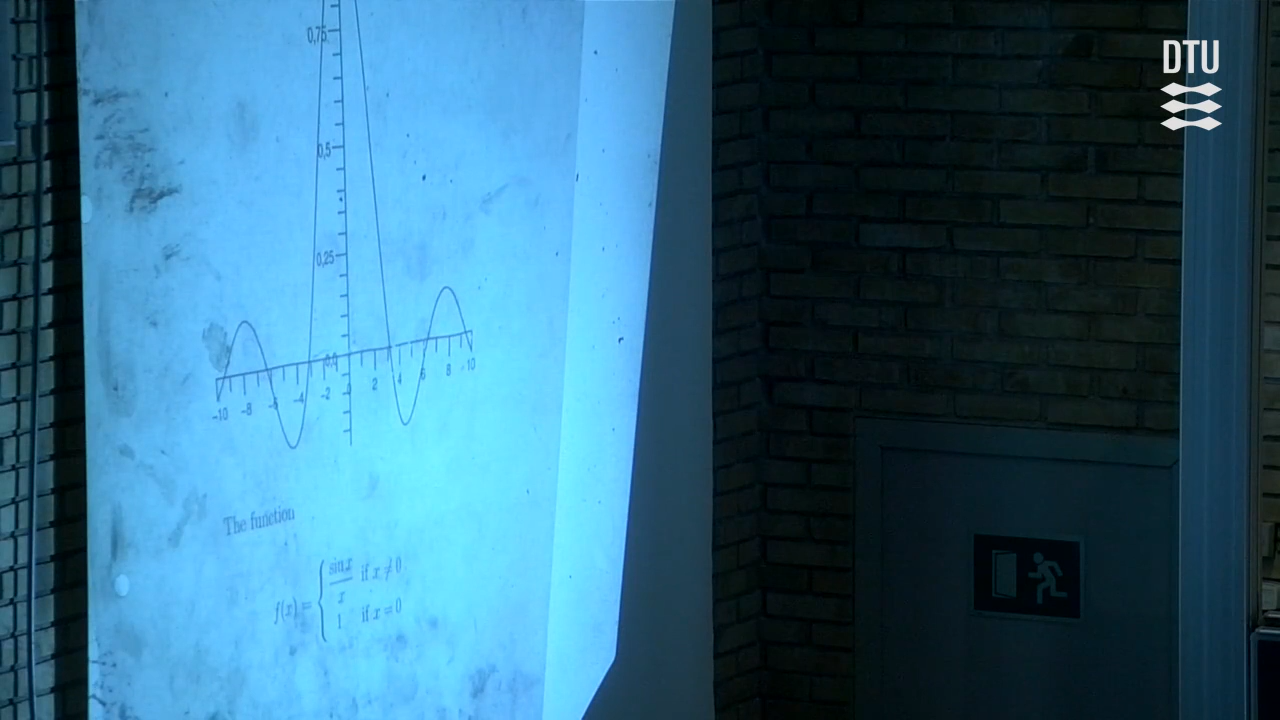 DTU
0,75
0,5
0,25
0,0
-10 -8 -6 -4 -2 2 4 6 8 10
The function
f(x) = { sin x / x if x ≠ 0
1 if x = 0